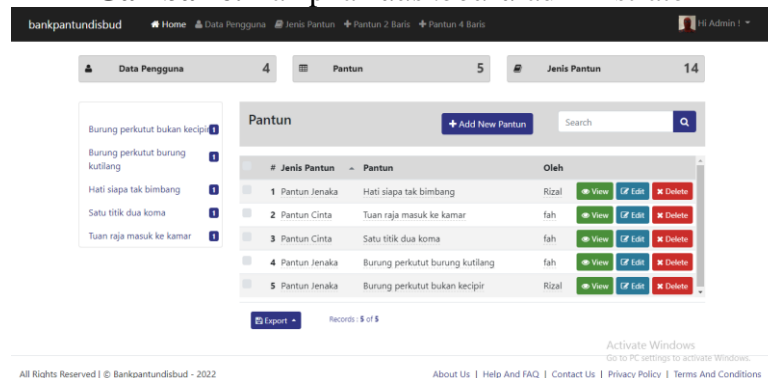 bankpantundisbud Home Data Pengguna Jenis Pantun Pantun 2 Baris Pantun 4 Baris Hi Admin !
Data Pengguna 4 Pantun 5 Jenis Pantun 14
Burung perkutut bukan kecipir 1
Burung perkutut burung
kutilang 1
Hati siapa tak bimbang 1
Satu titik dua koma 1
Tuan raja masuk ke kamar 1
Pantun Add New Pantun Search
# Jenis Pantun Pantun Oleh
1 Pantun Jenaka Hati siapa tak bimbang Rizal View Edit Delete
2 Pantun Cinta Tuan raja masuk ke kamar fah View Edit Delete
3 Pantun Cinta Satu titik dua koma fah View Edit Delete
4 Pantun Jenaka Burung perkutut burung kutilang fah View Edit Delete
5 Pantun Jenaka Burung perkutut bukan kecipir Rizal View Edit Delete
Export Records : 5 of 5
Activate Windows
Go to PC settings to activate Windows.
All Rights Reserved | © Bankpantundisbud - 2022 About Us | Help And FAQ | Contact Us | Privacy Policy | Terms And Conditions